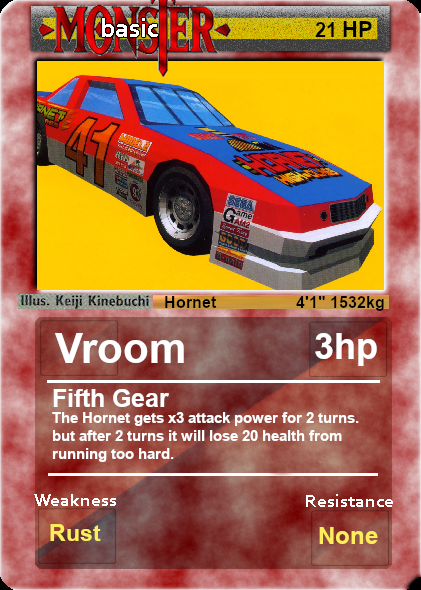 MONSTER
basic
21 HP
41
HORNET
SEGA
Game
Illus. Keiji Kinebuchi
Hornet
4'1" 1532kg
Vroom
3hp
Fifth Gear
The Hornet gets x3 attack power for 2 turns.
but after 2 turns it will lose 20 health from
running too hard.
Weakness
Resistance
Rust
None